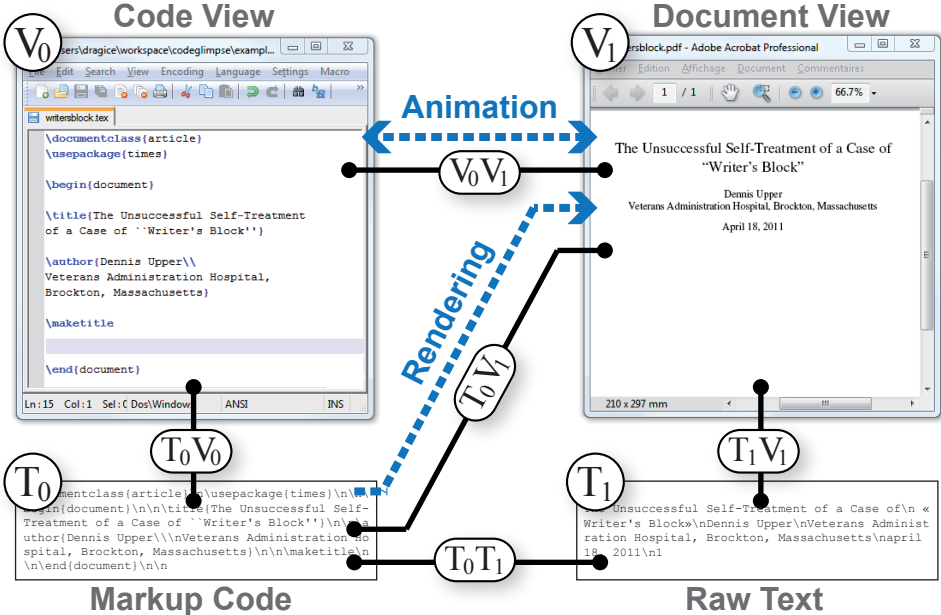 Code View
V0
sers\dragice\workspace\codeglimpse\exampl...
File Edit Search View Encoding Language Settings Macro
»
writersblock.tex
\documentclass{article}
\usepackage{times}
\begin{document}
\title{The Unsuccessful Self-Treatment
of a Case of ``Writer's Block''}
\author{Dennis Upper\\
Veterans Administration Hospital,
Brockton, Massachusetts}
\maketitle
\end{document}
Ln:15 Col:1 Sel:0 Dos\Windows ANSI INS
Animation
V0V1
Rendering
T0V1
Document View
V1
ersblock.pdf - Adobe Acrobat Professional
Fichier Edition Affichage Document Commentaires
1 / 1 66.7%
The Unsuccessful Self-Treatment of a Case of
“Writer’s Block”
Dennis Upper
Veterans Administration Hospital, Brockton, Massachusetts
April 18, 2011
210 x 297 mm
T0V0
T1V1
T0
mentclass{article}\n\usepackage{times}\n\n\
begin{document}\n\n\title{The Unsuccessful Self-
Treatment of a Case of ``Writer's Block''}\n\n\a
uthor{Dennis Upper\\\nVeterans Administration Ho
spital, Brockton, Massachusetts}\n\n\maketitle\n
\n\end{document}\n\n
Markup Code
T0T1
T1
The Unsuccessful Self-Treatment of a Case of\n «
Writer's Block»\nDennis Upper\nVeterans Administ
ration Hospital, Brockton, Massachusetts\napril
18, 2011\n1
Raw Text